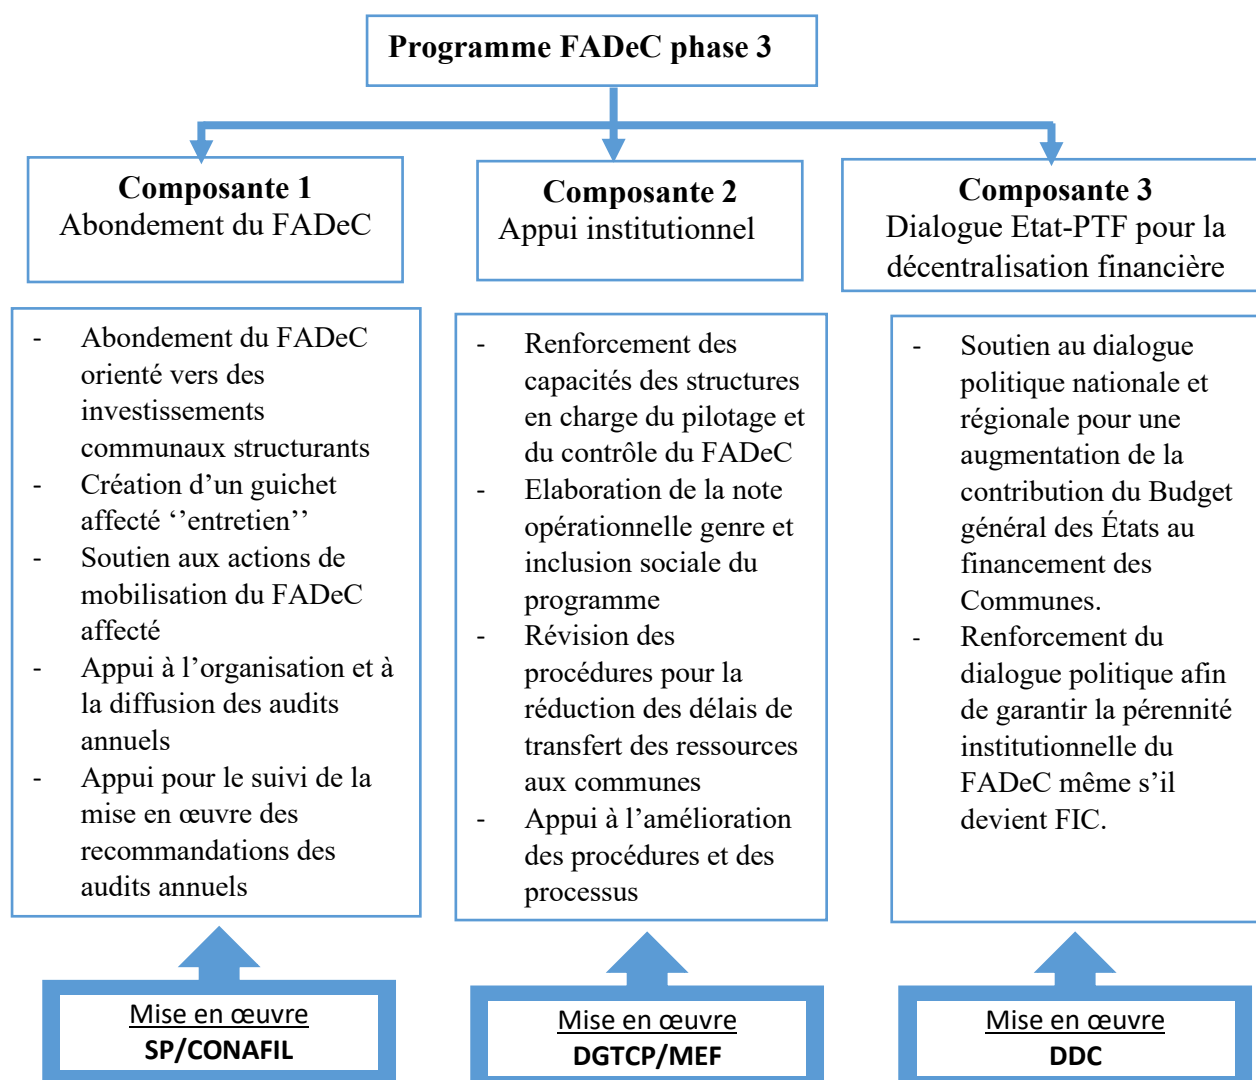 Programme FADeC phase 3
Composante 1
Abondement du FADeC
Composante 2
Appui institutionnel
Composante 3
Dialogue Etat-PTF pour la
décentralisation financière
- Abondement du FADeC
orienté vers des
investissements
communaux structurants
- Création d’un guichet
affecté ‘’entretien’’
- Soutien aux actions de
mobilisation du FADeC
affecté
- Appui à l’organisation et à
la diffusion des audits
annuels
- Appui pour le suivi de la
mise en œuvre des
recommandations des
audits annuels
- Renforcement des
capacités des structures
en charge du pilotage et
du contrôle du FADeC
- Elaboration de la note
opérationnelle genre et
inclusion sociale du
programme
- Révision des
procédures pour la
réduction des délais de
transfert des ressources
aux communes
- Appui à l’amélioration
des procédures et des
processus
- Soutien au dialogue
politique nationale et
régionale pour une
augmentation de la
contribution du Budget
général des États au
financement des
Communes.
- Renforcement du
dialogue politique afin
de garantir la pérennité
institutionnelle du
FADeC même s’il
devient FIC.
Mise en œuvre
SP/CONAFIL
Mise en œuvre
DGTCP/MEF
Mise en œuvre
DDC